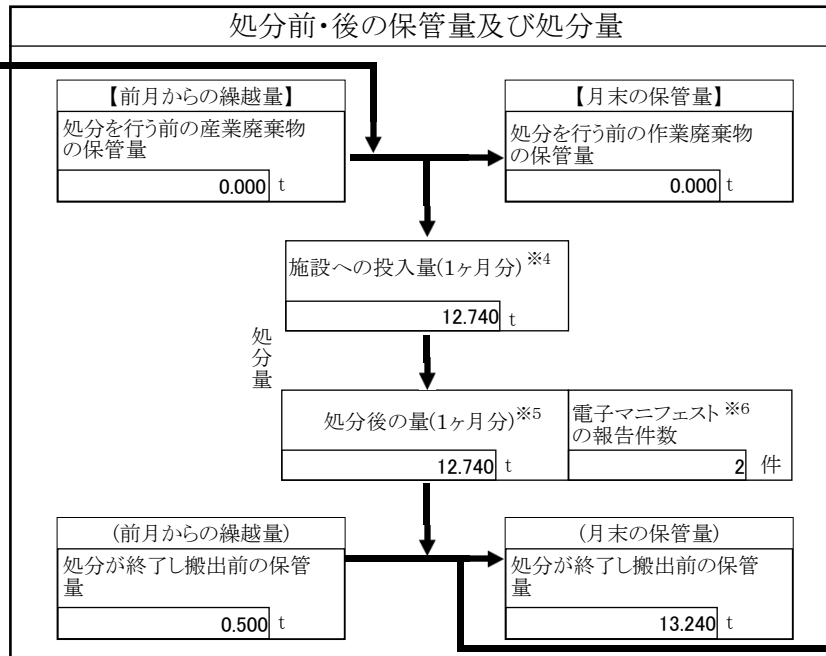 処分前・後の保管量及び処分量
【前月からの繰越量】
処分を行う前の産業廃棄物
の保管量
0.000 t
【月末の保管量】
処分を行う前の作業廃棄物
の保管量
0.000 t
施設への投入量(1ヶ月分)※4
12.740 t
処分量
処分後の量(1ヶ月分)※5
12.740 t
電子マニフェスト※6
の報告件数
2 件
(前月からの繰越量)
処分が終了し搬出前の保管
量
0.500 t
(月末の保管量)
処分が終了し搬出前の保管
量
13.240 t